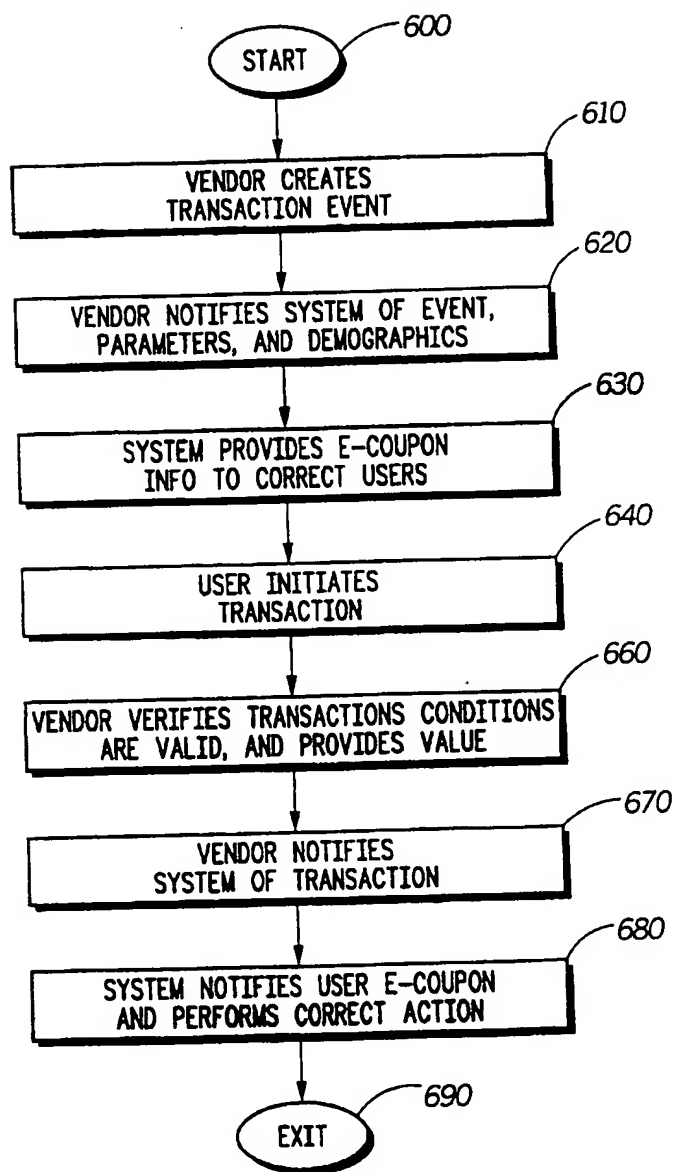 600
START
610
VENDOR CREATES
TRANSACTION EVENT
620
VENDOR NOTIFIES SYSTEM OF EVENT,
PARAMETERS, AND DEMOGRAPHICS
630
SYSTEM PROVIDES E-COUPON
INFO TO CORRECT USERS
640
USER INITIATES
TRANSACTION
660
VENDOR VERIFIES TRANSACTIONS CONDITIONS
ARE VALID, AND PROVIDES VALUE
670
VENDOR NOTIFIES
SYSTEM OF TRANSACTION
680
SYSTEM NOTIFIES USER E-COUPON
AND PERFORMS CORRECT ACTION
690
EXIT